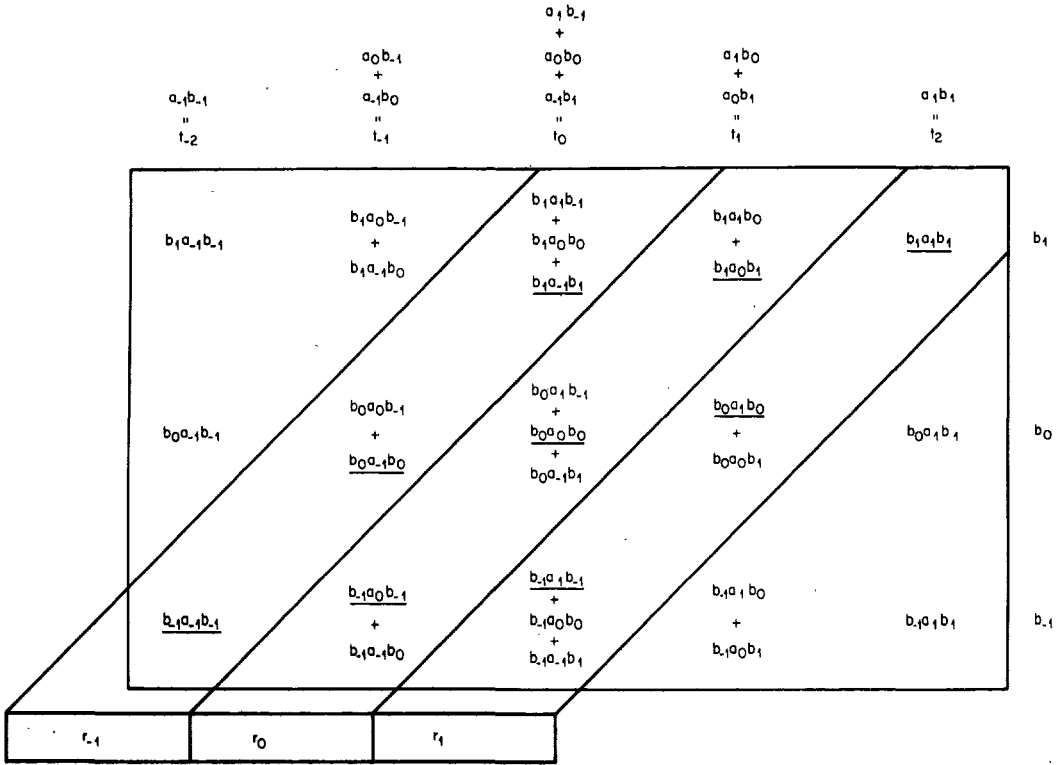 a₁b₋₁
+
a₀b₋₁ a₀b₀ a₁b₀
+ + +
a₋₁b₋₁ a₋₁b₀ a₋₁b₁ a₀b₁ a₁b₁
" " " " "
t₋₂ t₋₁ t₀ t₁ t₂
b₁a₁b₋₁
b₁a₀b₋₁ + b₁a₁b₀
b₁a₋₁b₋₁ + b₁a₀b₀ + b₁a₁b₁ b₁
b₁a₋₁b₀ + b₁a₀b₁
b₁a₋₁b₁
b₀a₁b₋₁
b₀a₀b₋₁ + b₀a₁b₀
b₀a₋₁b₋₁ + b₀a₀b₀ + b₀a₁b₁ b₀
b₀a₋₁b₀ + b₀a₀b₁
b₀a₋₁b₁
b₋₁a₁b₋₁
b₋₁a₀b₋₁ + b₋₁a₁b₀
b₋₁a₋₁b₋₁ + b₋₁a₀b₀ + b₋₁a₁b₁ b₋₁
b₋₁a₋₁b₀ + b₋₁a₀b₁
b₋₁a₋₁b₁
r₋₁ r₀ r₁